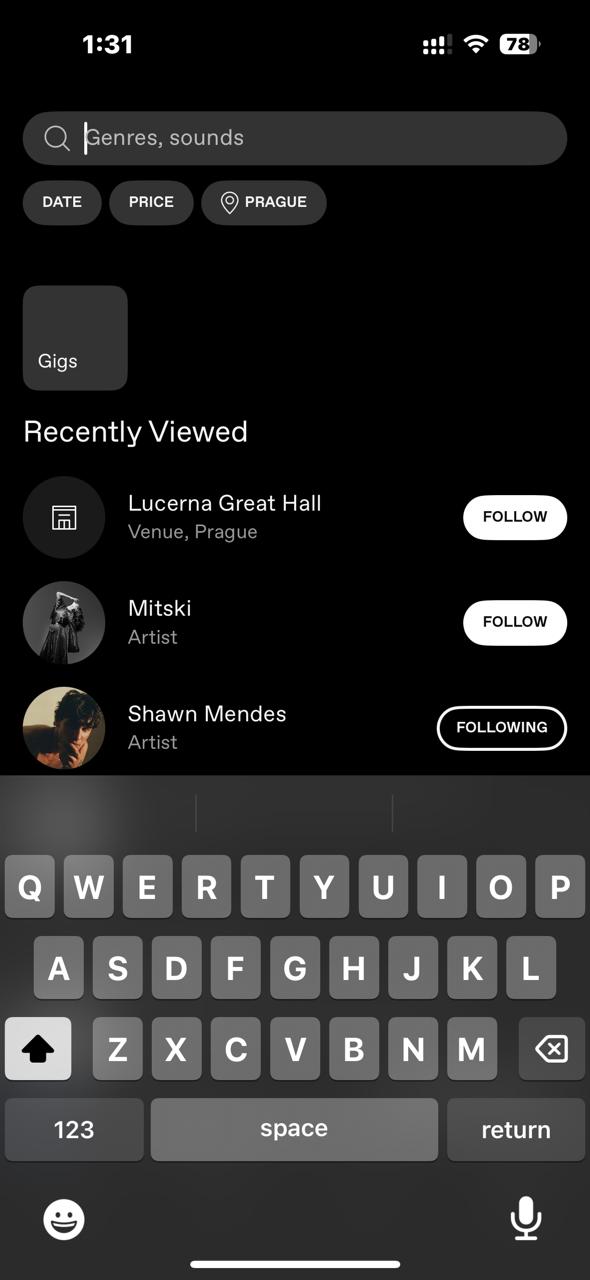 1:31
78
Genres, sounds
DATE PRICE PRAGUE
Gigs
Recently Viewed
Lucerna Great Hall
Venue, Prague
FOLLOW
Mitski
Artist
FOLLOW
Shawn Mendes
Artist
FOLLOWING
Q W E R T Y U I O P
A S D F G H J K L
Z X C V B N M
123 space return